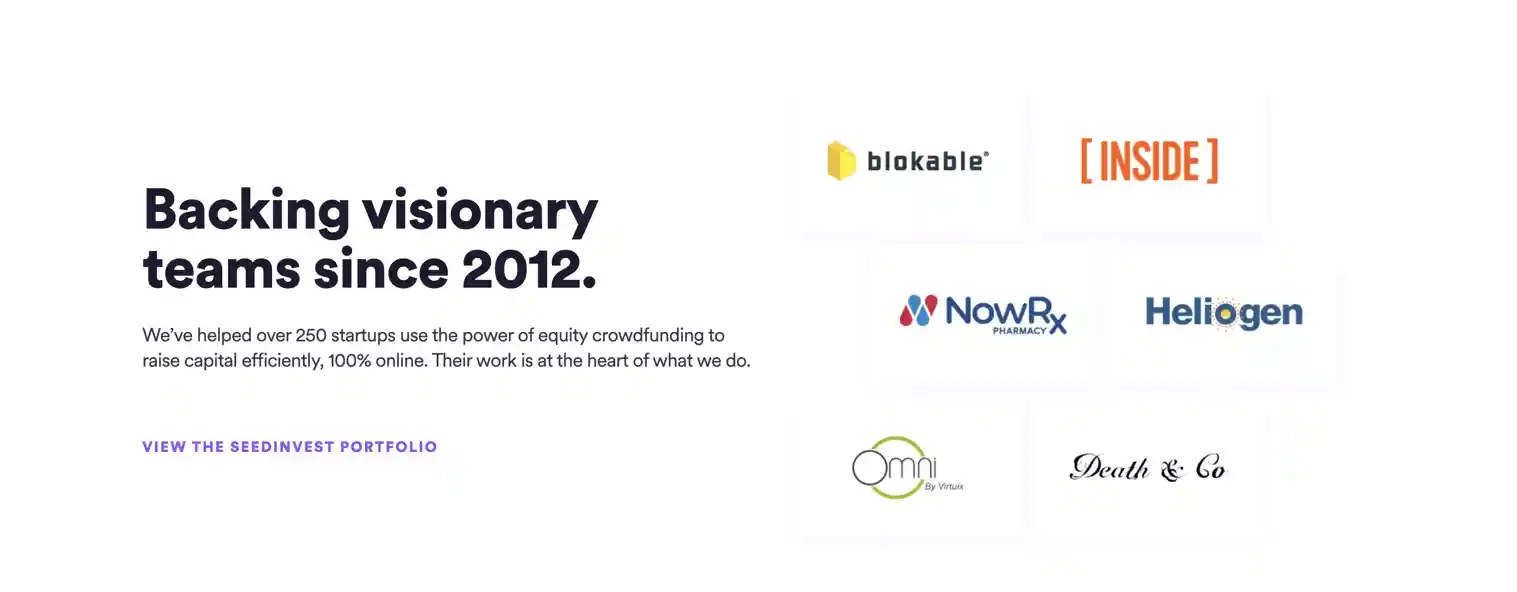 Backing visionary
teams since 2012.
We've helped over 250 startups use the power of equity crowdfunding to
raise capital efficiently, 100% online. Their work is at the heart of what we do.
VIEW THE SEEDINVEST PORTFOLIO
blokable®
[ INSIDE ]
NowRx
PHARMACY
Heliogen
Omni
By Virtuix
Death & Co